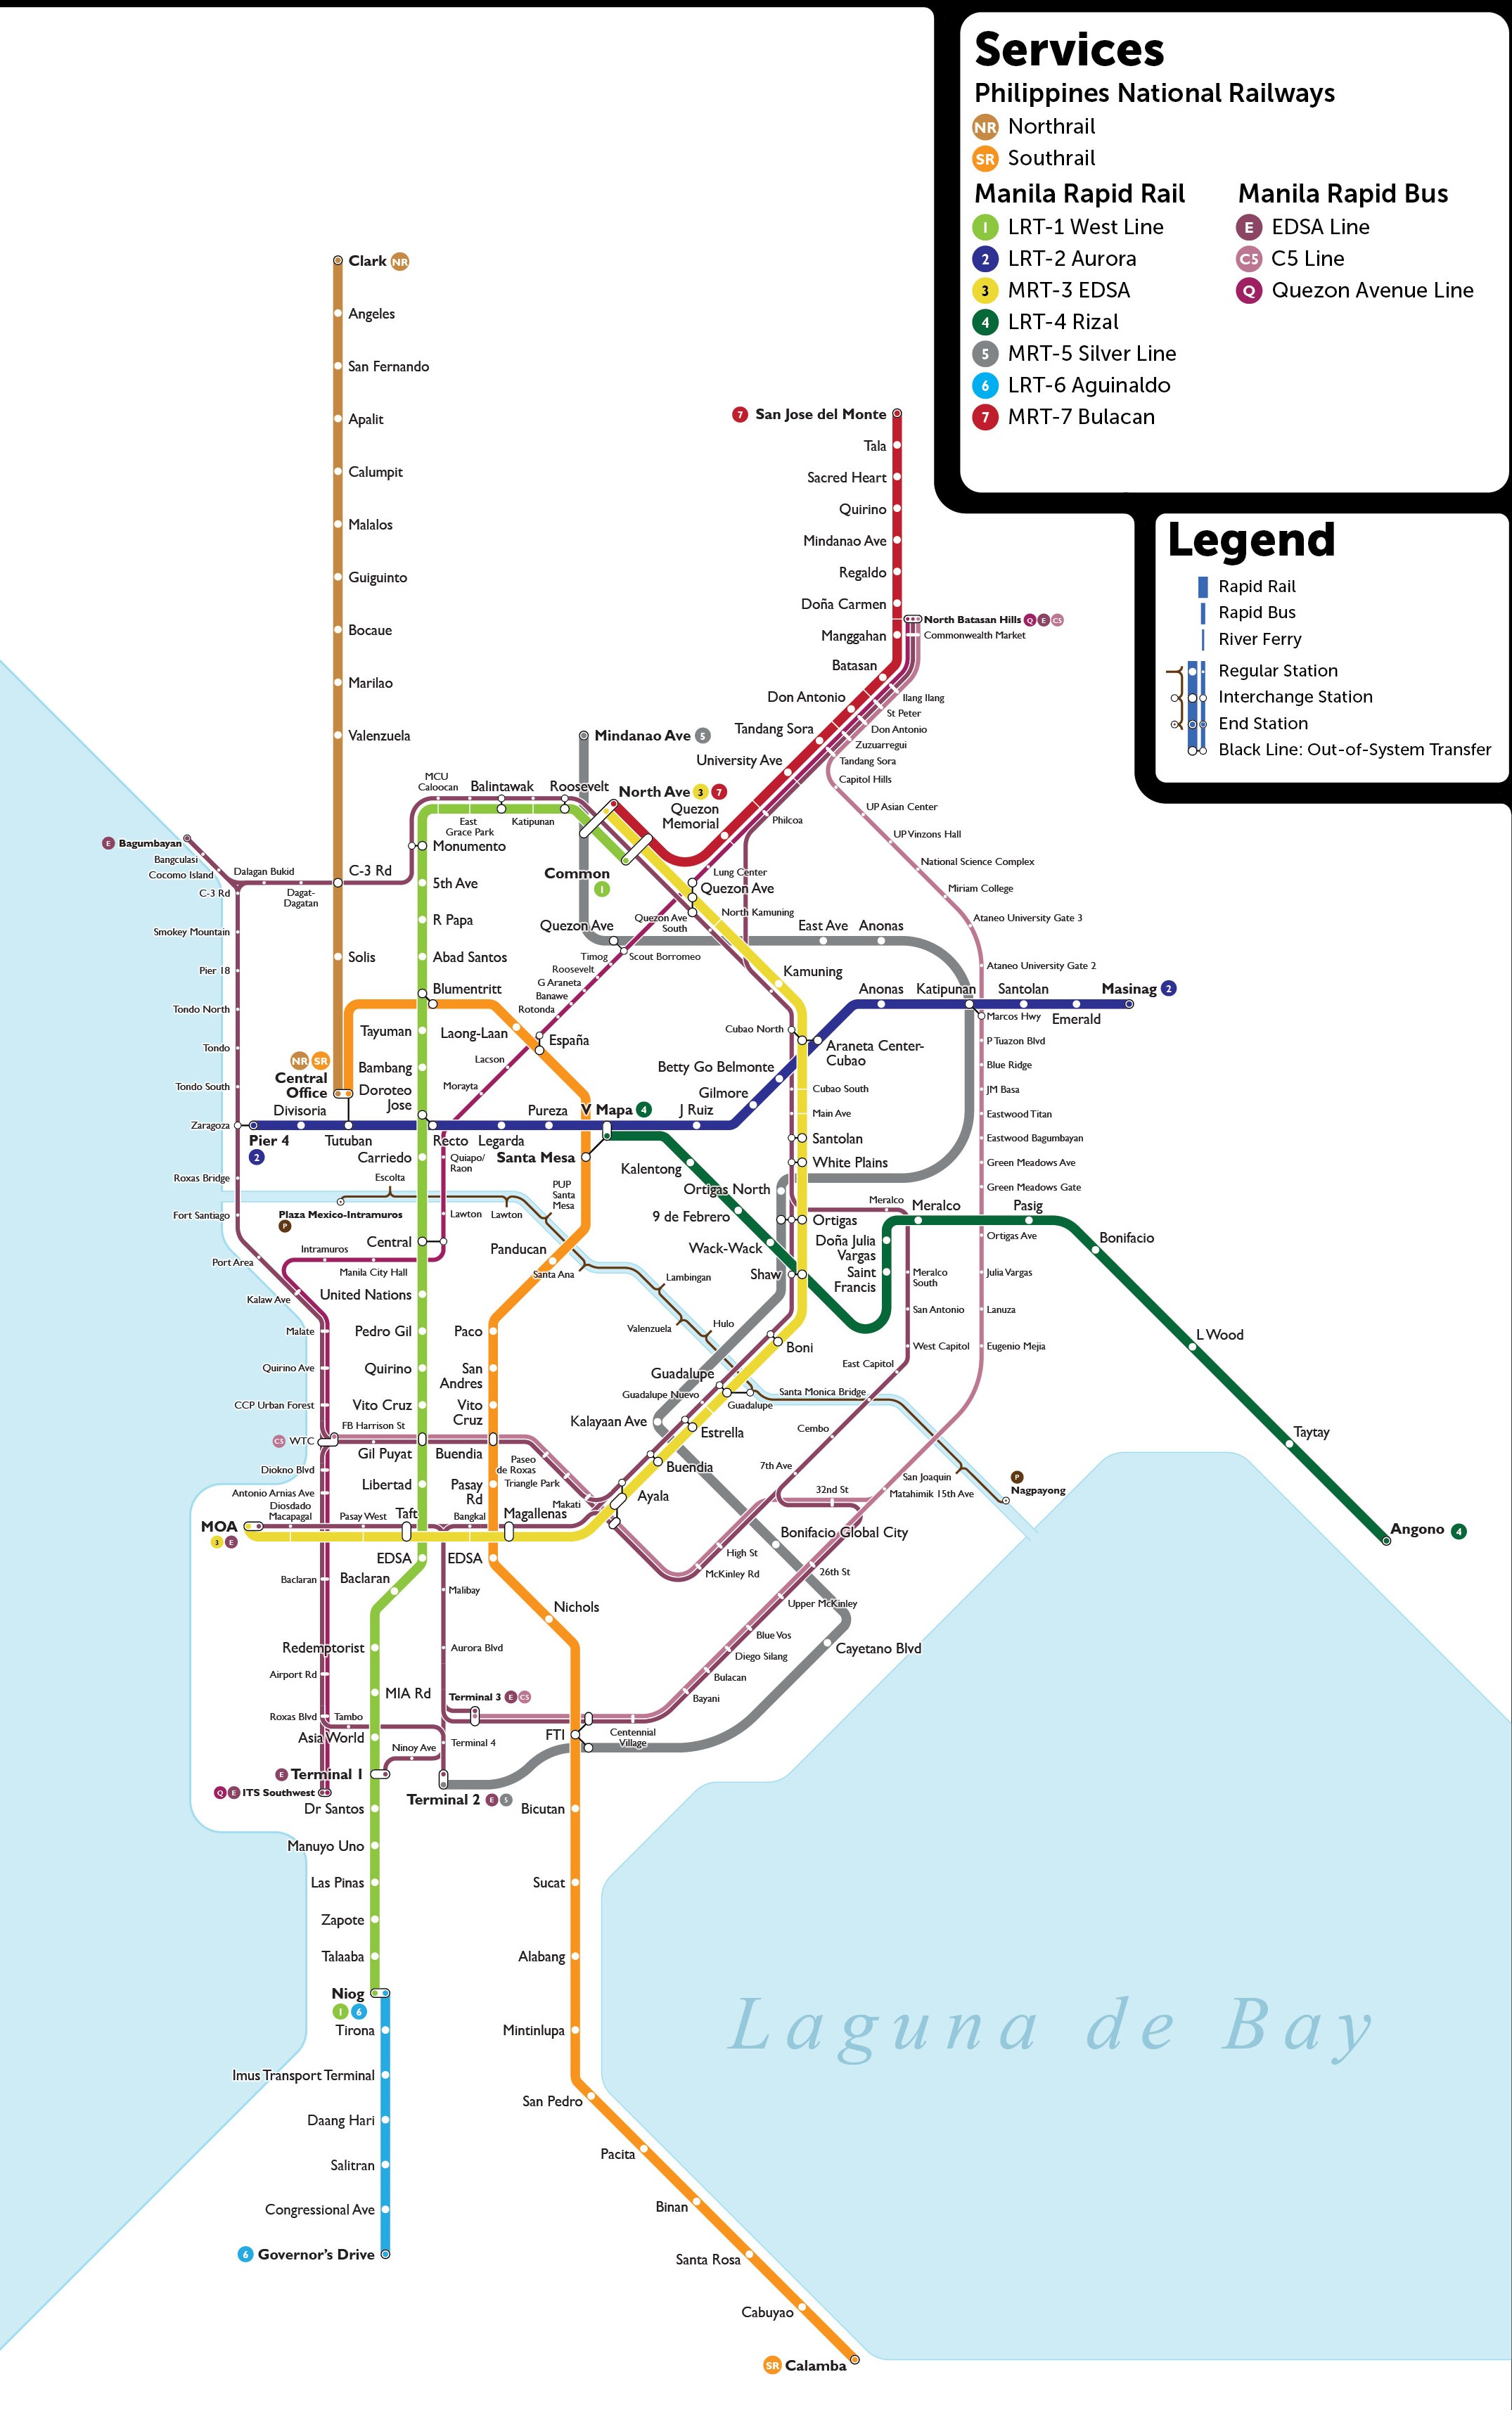 Services
Philippines National Railways
NR Northrail
SR Southrail
Manila Rapid Rail
1 LRT-1 West Line
2 LRT-2 Aurora
3 MRT-3 EDSA
4 LRT-4 Rizal
5 MRT-5 Silver Line
6 LRT-6 Aguinaldo
7 MRT-7 Bulacan
Manila Rapid Bus
E EDSA Line
C5 C5 Line
Q Quezon Avenue Line
Legend
Rapid Rail
Rapid Bus
River Ferry
Regular Station
Interchange Station
End Station
Black Line: Out-of-System Transfer
Clark NR
Angeles
San Fernando
Apalit
Calumpit
Malalos
Guiguinto
Bocaue
Marilao
Valenzuela
C-3 Rd
Solis
NR SR
Central
Office
7 San Jose del Monte
Tala
Sacred Heart
Quirino
Mindanao Ave
Regaldo
Doña Carmen
Manggahan
Batasan
Don Antonio
Tandang Sora
University Ave
Quezon
Memorial
North Ave 3 7
North Batasan Hills Q E C5
Commonwealth Market
Ilang Ilang
St Peter
Don Antonio
Zuzuarregui
Tandang Sora
Capitol Hills
UP Asian Center
UP Vinzons Hall
National Science Complex
Miriam College
Ateneo University Gate 3
Ataneo University Gate 2
Marcos Hwy
P Tuazon Blvd
Blue Ridge
JM Basa
Eastwood Titan
Eastwood Bagumbayan
Green Meadows Ave
Green Meadows Gate
Ortigas Ave
Julia Vargas
Lanuza
Eugenio Mejia
Philcoa
Lung Center
Mindanao Ave 5
MCU
Caloocan
Balintawak
Roosevelt
East
Grace Park
Katipunan
Monumento
Common
1
5th Ave
R Papa
Abad Santos
Blumentritt
Tayuman
Bambang
Doroteo
Jose
Carriedo
Central
United Nations
Pedro Gil
Quirino
Vito Cruz
Gil Puyat
Libertad
Taft
EDSA
Baclaran
Redemptorist
MIA Rd
Asia World
E Terminal 1
Dr Santos
Manuyo Uno
Las Pinas
Zapote
Talaaba
Niog
1 6
Tirona
Imus Transport Terminal
Daang Hari
Salitran
Congressional Ave
6 Governor's Drive
E Bagumbayan
Bangculasi
Cocomo Island
Dalagan Bukid
Dagat-
Dagatan
C-3 Rd
Smokey Mountain
Pier 18
Tondo North
Tondo
Tondo South
Zaragoza
Roxas Bridge
Fort Santiago
Port Area
Kalaw Ave
Malate
Quirino Ave
CCP Urban Forest
C5 WTC
FB Harrison St
Diokno Blvd
Antonio Arnias Ave
Diosdado
Macapagal
Pasay West
MOA
3 E
Baclaran
Airport Rd
Roxas Blvd
Tambo
Ninoy Ave
Q E ITS Southwest
Quezon Ave
Quezon Ave
South
North Kamuning
Quezon Ave
Timog
Scout Borromeo
Roosevelt
G Araneta
Banawe
Rotonda
España
Lacson
Morayta
Quiapo/
Raon
Lawton
Intramuros
Manila City Hall
East Ave
Anonas
Kamuning
Cubao North
Araneta Center-
Cubao
Cubao South
Main Ave
Santolan
White Plains
Ortigas North
Ortigas
Shaw
Boni
Guadalupe
Guadalupe Nuevo
Kalayaan Ave
Estrella
Buendia
Ayala
Makati
Magallenas
Bangkal
Pier 4
2
Divisoria
Tutuban
Recto
Legarda
Pureza
V Mapa 4
J Ruiz
Gilmore
Betty Go Belmonte
Anonas
Katipunan
Santolan
Emerald
Masinag 2
Kalentong
9 de Febrero
Wack-Wack
Doña Julia
Vargas
Saint
Francis
Meralco
Pasig
Bonifacio
L Wood
Taytay
Angono 4
Laong-Laan
Santa Mesa
Panducan
Paco
San
Andres
Vito
Cruz
Buendia
Pasay
Rd
EDSA
Nichols
FTI
Bicutan
Sucat
Alabang
Mintinlupa
San Pedro
Pacita
Binan
Santa Rosa
Cabuyao
SR Calamba
Plaza Mexico-Intramuros
P
Escolta
Lawton
PUP
Santa
Mesa
Santa Ana
Lambingan
Valenzuela
Hulo
Guadalupe
Santa Monica Bridge
San Joaquin
P
Nagpayong
Meralco
Meralco
South
San Antonio
West Capitol
East Capitol
Cembo
7th Ave
32nd St
Matahimik 15th Ave
Paseo
de Roxas
Triangle Park
Bonifacio Global City
High St
McKinley Rd
26th St
Upper McKinley
Blue Vos
Diego Silang
Bulacan
Bayani
Cayetano Blvd
Centennial
Village
Malibay
Aurora Blvd
Terminal 3 E C5
Terminal 4
Terminal 2 E 5
Laguna de Bay